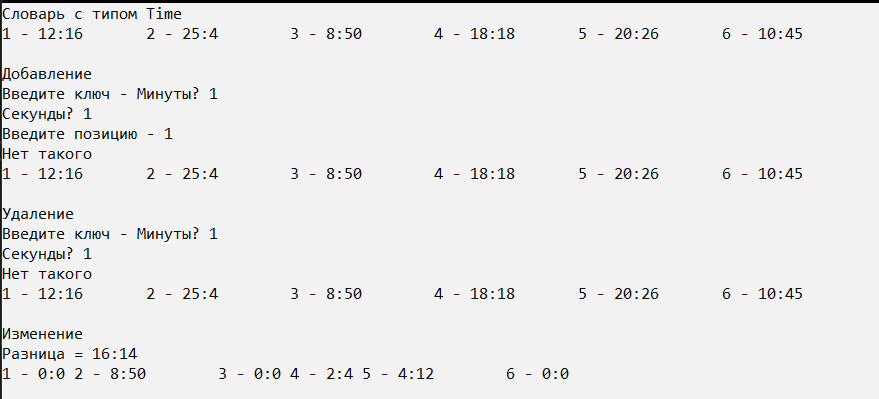 Словарь с типом Time
1 - 12:16 2 - 25:4 3 - 8:50 4 - 18:18 5 - 20:26 6 - 10:45
Добавление
Введите ключ - Минуты? 1
Секунды? 1
Введите позицию - 1
Нет такого
1 - 12:16 2 - 25:4 3 - 8:50 4 - 18:18 5 - 20:26 6 - 10:45
Удаление
Введите ключ - Минуты? 1
Секунды? 1
Нет такого
1 - 12:16 2 - 25:4 3 - 8:50 4 - 18:18 5 - 20:26 6 - 10:45
Изменение
Разница = 16:14
1 - 0:0 2 - 8:50 3 - 0:0 4 - 2:4 5 - 4:12 6 - 0:0